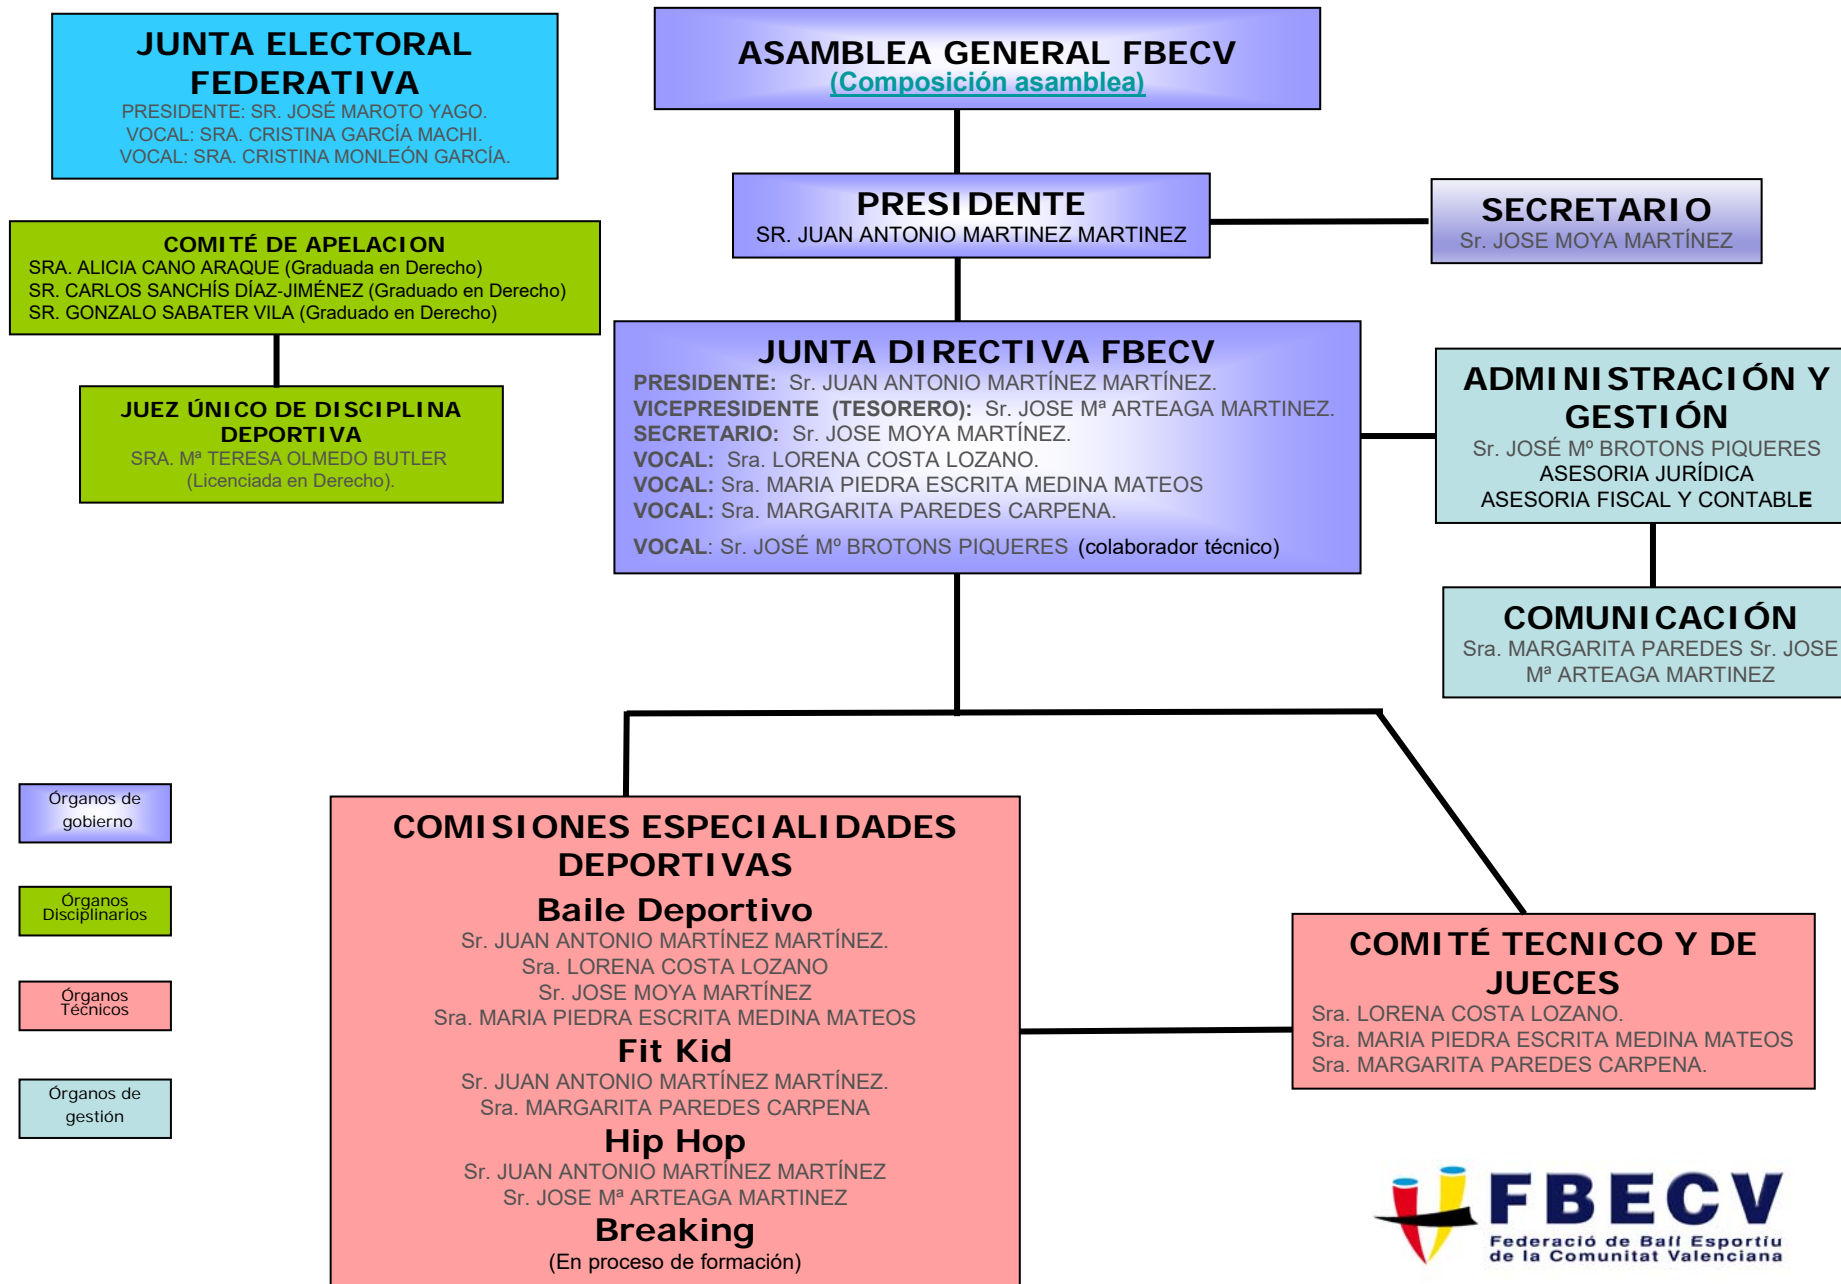 JUNTA ELECTORAL
FEDERATIVA
PRESIDENTE: SR. JOSÉ MAROTO YAGO.
VOCAL: SRA. CRISTINA GARCÍA MACHI.
VOCAL: SRA. CRISTINA MONLEÓN GARCÍA.
ASAMBLEA GENERAL FBECV
(Composición asamblea)
PRESIDENTE
SR. JUAN ANTONIO MARTINEZ MARTINEZ
SECRETARIO
Sr. JOSE MOYA MARTÍNEZ
COMITÉ DE APELACION
SRA. ALICIA CANO ARAQUE (Graduada en Derecho)
SR. CARLOS SANCHÍS DÍAZ-JIMÉNEZ (Graduado en Derecho)
SR. GONZALO SABATER VILA (Graduado en Derecho)
JUEZ ÚNICO DE DISCIPLINA
DEPORTIVA
SRA. Mª TERESA OLMEDO BUTLER
(Licenciada en Derecho).
JUNTA DIRECTIVA FBECV
PRESIDENTE: Sr. JUAN ANTONIO MARTÍNEZ MARTÍNEZ.
VICEPRESIDENTE (TESORERO): Sr. JOSE Mª ARTEAGA MARTINEZ.
SECRETARIO: Sr. JOSE MOYA MARTÍNEZ.
VOCAL: Sra. LORENA COSTA LOZANO.
VOCAL: Sra. MARIA PIEDRA ESCRITA MEDINA MATEOS
VOCAL: Sra. MARGARITA PAREDES CARPENA.
VOCAL: Sr. JOSÉ Mº BROTONS PIQUERES (colaborador técnico)
ADMINISTRACIÓN Y
GESTIÓN
Sr. JOSÉ Mº BROTONS PIQUERES
ASESORIA JURÍDICA
ASESORIA FISCAL Y CONTABLE
COMUNICACIÓN
Sra. MARGARITA PAREDES Sr. JOSE
Mª ARTEAGA MARTINEZ
Órganos de
gobierno
Órganos
Disciplinarios
Órganos
Técnicos
Órganos de
gestión
COMISIONES ESPECIALIDADES
DEPORTIVAS
Baile Deportivo
Sr. JUAN ANTONIO MARTÍNEZ MARTÍNEZ.
Sra. LORENA COSTA LOZANO
Sr. JOSE MOYA MARTÍNEZ
Sra. MARIA PIEDRA ESCRITA MEDINA MATEOS
Fit Kid
Sr. JUAN ANTONIO MARTÍNEZ MARTÍNEZ.
Sra. MARGARITA PAREDES CARPENA
Hip Hop
Sr. JUAN ANTONIO MARTÍNEZ MARTÍNEZ
Sr. JOSE Mª ARTEAGA MARTINEZ
Breaking
(En proceso de formación)
COMITÉ TECNICO Y DE
JUECES
Sra. LORENA COSTA LOZANO.
Sra. MARIA PIEDRA ESCRITA MEDINA MATEOS
Sra. MARGARITA PAREDES CARPENA.
FBECV
Federació de Ball Esportiu
de la Comunitat Valenciana